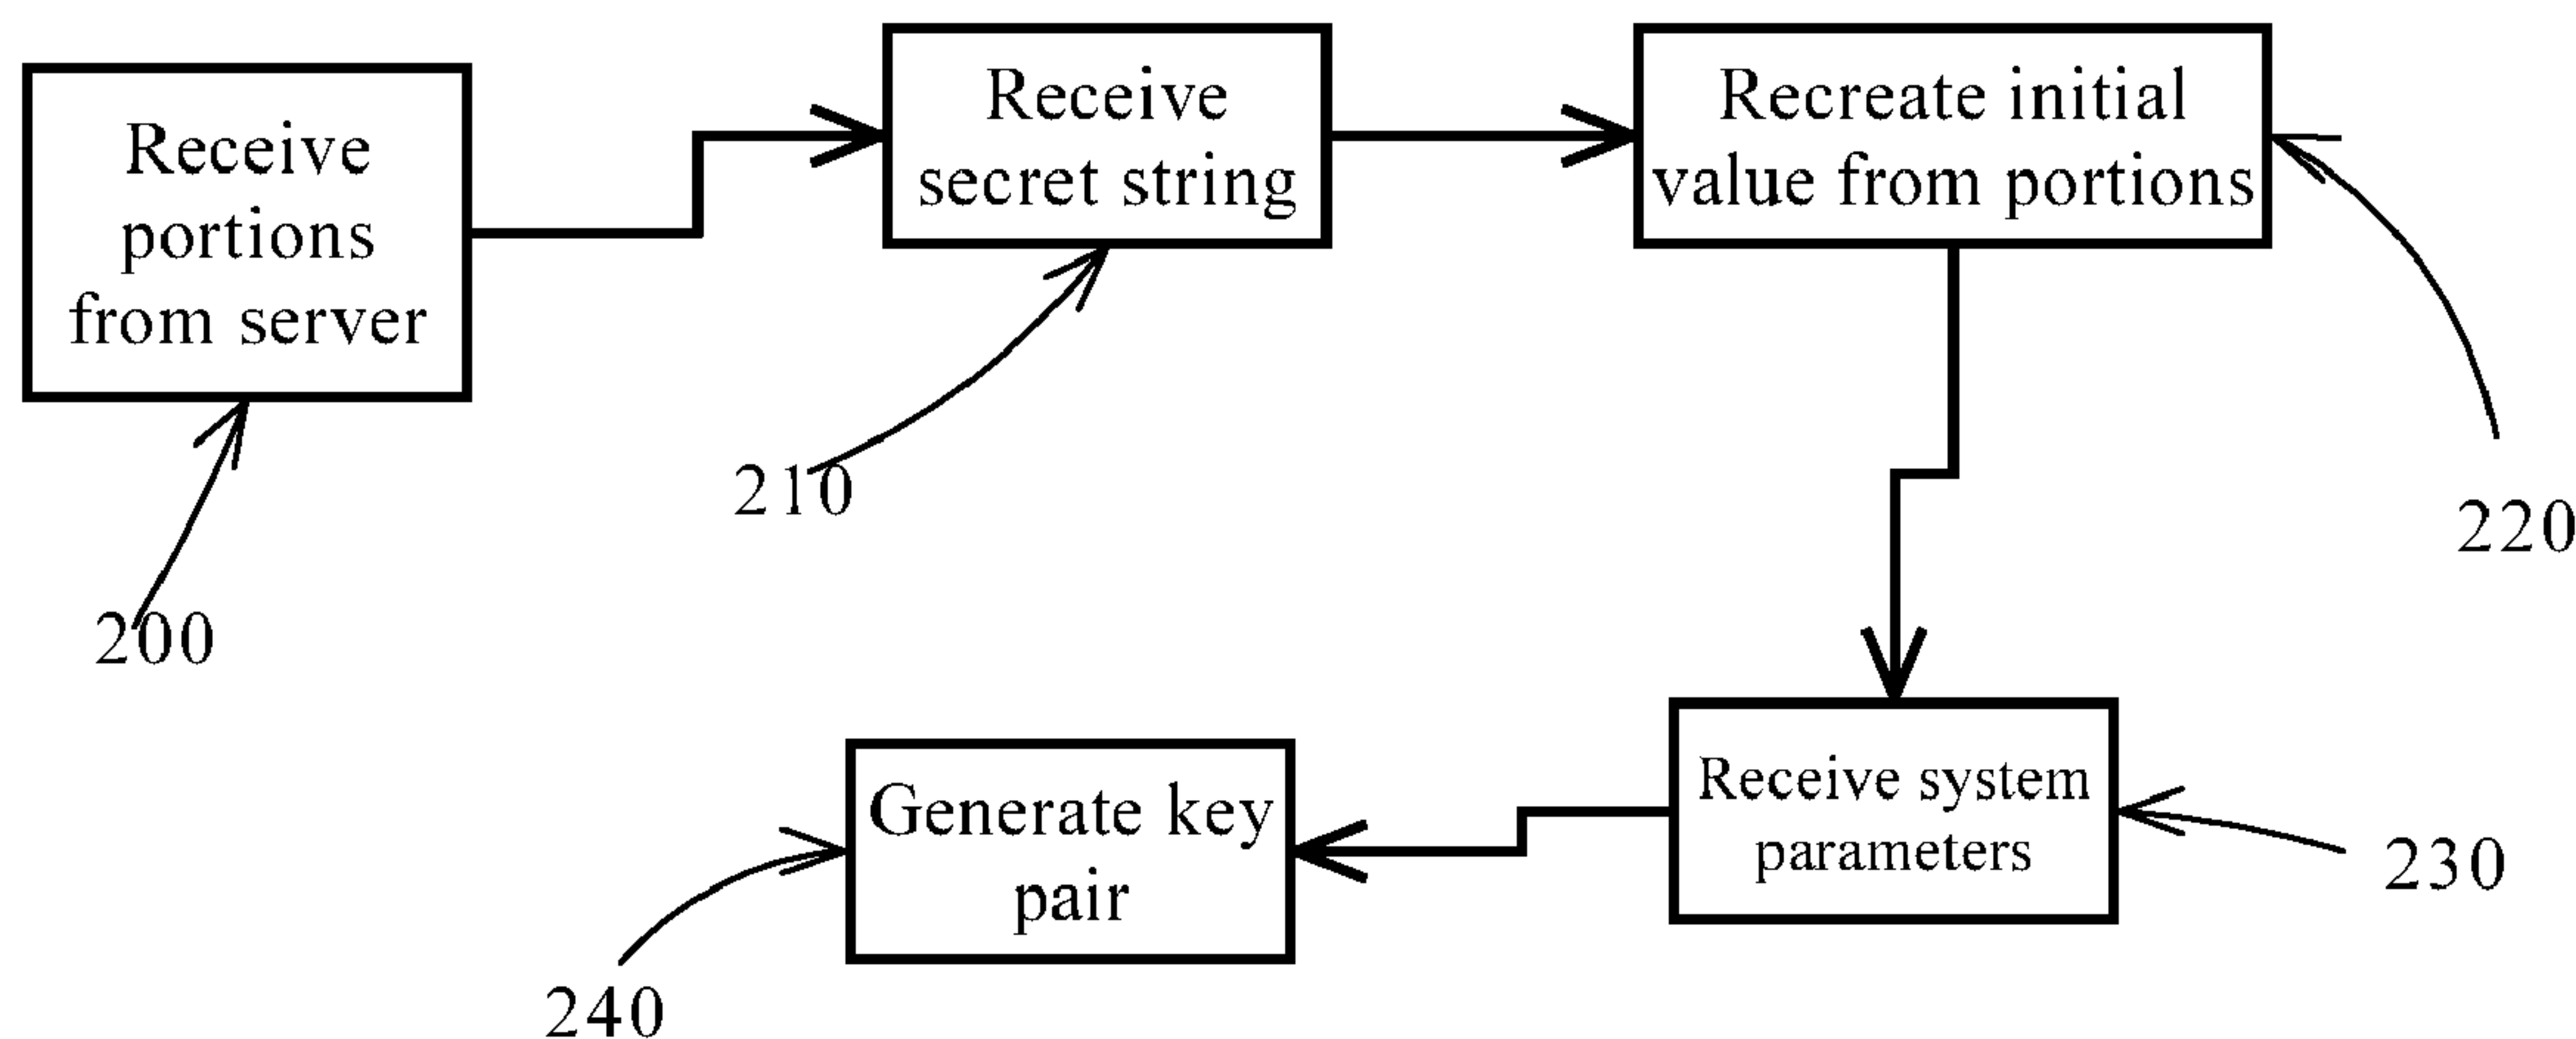 Receive
portions
from server
Receive
secret string
Recreate initial
value from portions
200
210
220
Receive system
parameters
230
Generate key
pair
240